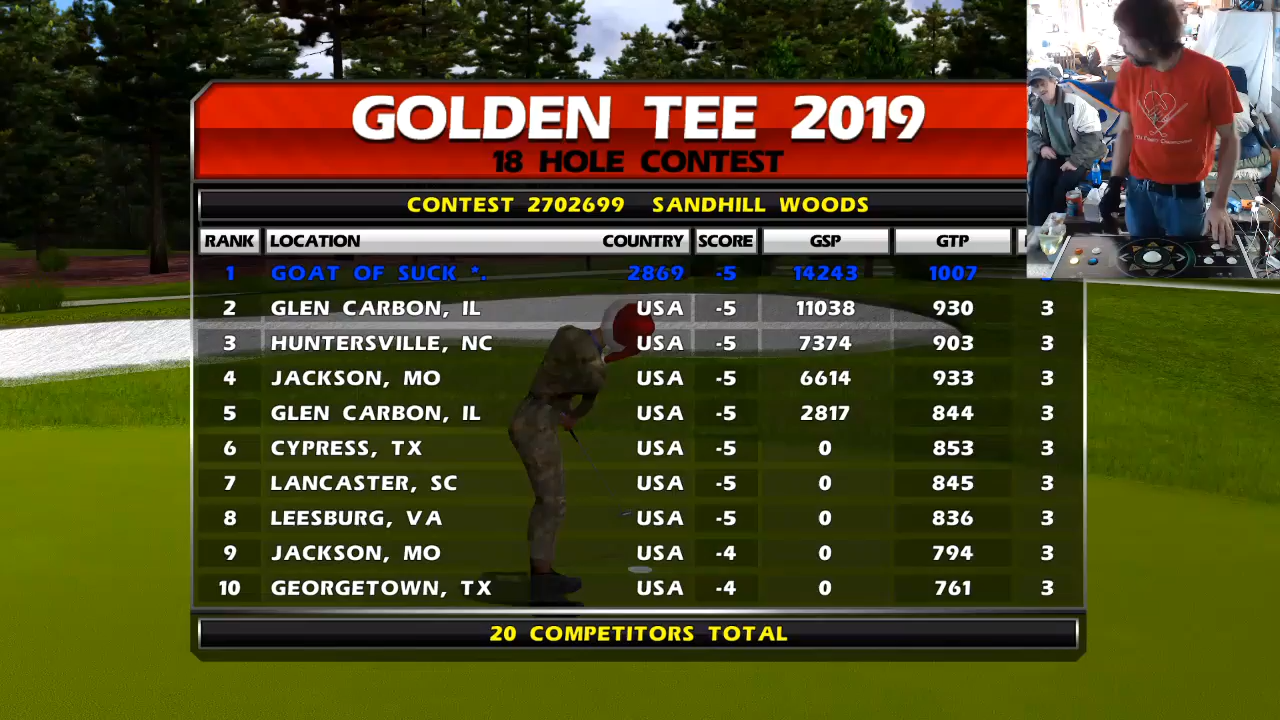 GOLDEN TEE 2019
18 HOLE CONTEST
CONTEST 2702699 SANDHILL WOODS
RANK LOCATION COUNTRY SCORE GSP GTP
1 GOAT OF SUCK *. 2869 -5 14243 1007
2 GLEN CARBON, IL USA -5 11038 930 3
3 HUNTERSVILLE, NC USA -5 7374 903 3
4 JACKSON, MO USA -5 6614 933 3
5 GLEN CARBON, IL USA -5 2817 844 3
6 CYPRESS, TX USA -5 0 853 3
7 LANCASTER, SC USA -5 0 845 3
8 LEESBURG, VA USA -5 0 836 3
9 JACKSON, MO USA -4 0 794 3
10 GEORGETOWN, TX USA -4 0 761 3
20 COMPETITORS TOTAL